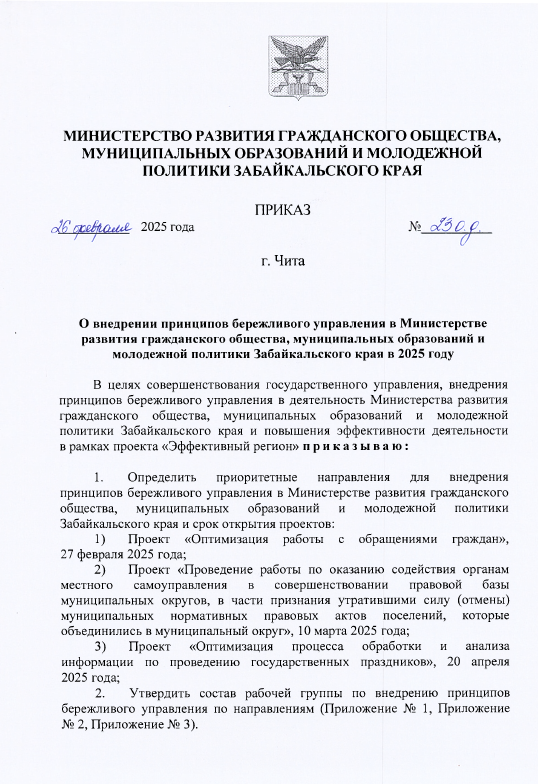 МИНИСТЕРСТВО РАЗВИТИЯ ГРАЖДАНСКОГО ОБЩЕСТВА,
МУНИЦИПАЛЬНЫХ ОБРАЗОВАНИЙ И МОЛОДЕЖНОЙ
ПОЛИТИКИ ЗАБАЙКАЛЬСКОГО КРАЯ
ПРИКАЗ
26 февраля 2025 года № 23 о.д.
г. Чита
О внедрении принципов бережливого управления в Министерстве
развития гражданского общества, муниципальных образований и
молодежной политики Забайкальского края в 2025 году
В целях совершенствования государственного управления, внедрения
принципов бережливого управления в деятельность Министерства развития
гражданского общества, муниципальных образований и молодежной
политики Забайкальского края и повышения эффективности деятельности
в рамках проекта «Эффективный регион» приказываю:
1. Определить приоритетные направления для внедрения
принципов бережливого управления в Министерстве развития гражданского
общества, муниципальных образований и молодежной политики
Забайкальского края и срок открытия проектов:
1) Проект «Оптимизация работы с обращениями граждан»,
27 февраля 2025 года;
2) Проект «Проведение работы по оказанию содействия органам
местного самоуправления в совершенствовании правовой базы
муниципальных округов, в части признания утратившими силу (отмены)
муниципальных нормативных правовых актов поселений, которые
объединились в муниципальный округ», 10 марта 2025 года;
3) Проект «Оптимизация процесса обработки и анализа
информации по проведению государственных праздников», 20 апреля
2025 года;
2. Утвердить состав рабочей группы по внедрению принципов
бережливого управления по направлениям (Приложение № 1, Приложение
№ 2, Приложение № 3).